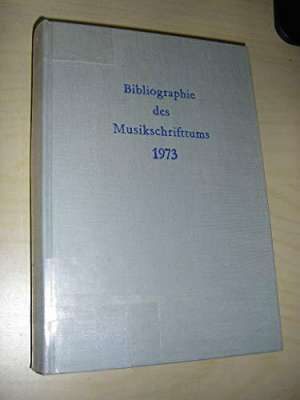 Bibliographie
des
Musikschrifttums
1973